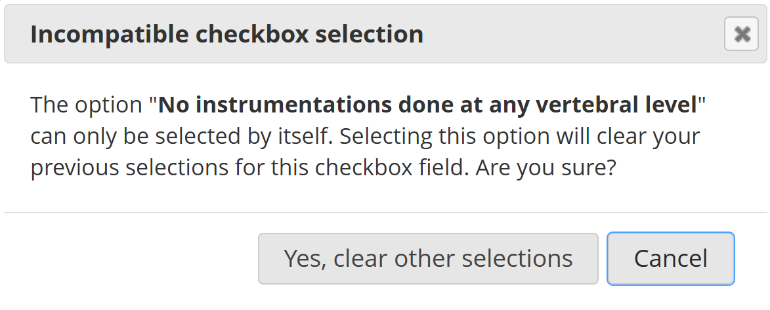 Incompatible checkbox selection
The option "No instrumentations done at any vertebral level"
can only be selected by itself. Selecting this option will clear your
previous selections for this checkbox field. Are you sure?
Yes, clear other selections Cancel